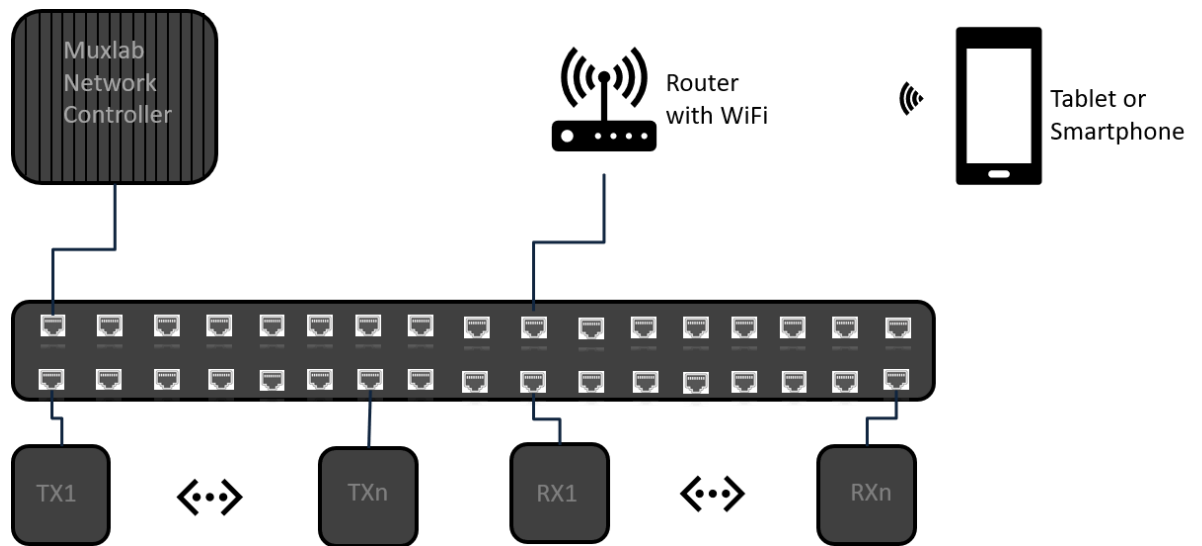 Muxlab
Network
Controller
Router
with WiFi
Tablet or
Smartphone
TX1
TXn
RX1
RXn